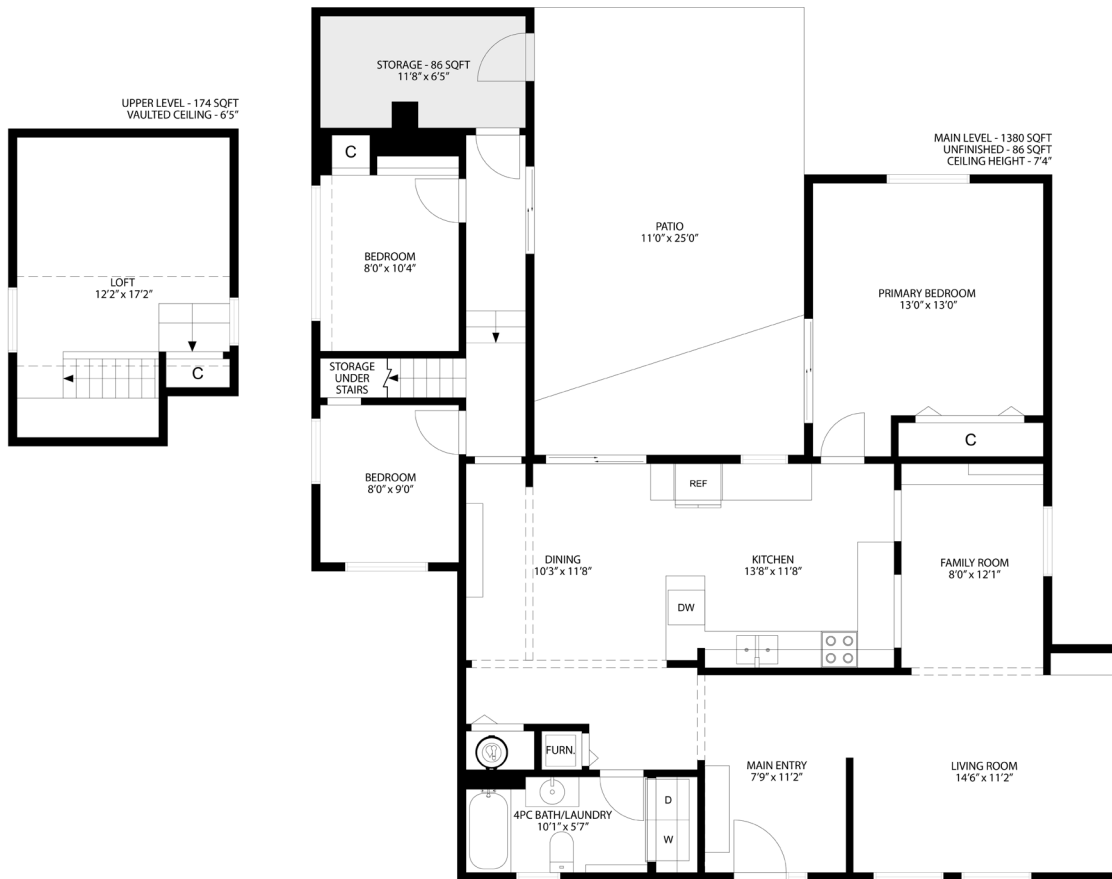 STORAGE - 86 SQFT
11'8" x 6'5"
UPPER LEVEL - 174 SQFT
VAULTED CEILING - 6'5"
MAIN LEVEL - 1380 SQFT
UNFINISHED - 86 SQFT
CEILING HEIGHT - 7'4"
C
PATIO
11'0" x 25'0"
BEDROOM
8'0" x 10'4"
LOFT
12'2" x 17'2"
PRIMARY BEDROOM
13'0" x 13'0"
C
STORAGE
UNDER
STAIRS
C
BEDROOM
8'0" x 9'0"
REF
DINING
10'3" x 11'8"
KITCHEN
13'8" x 11'8"
FAMILY ROOM
8'0" x 12'1"
DW
FURN.
MAIN ENTRY
7'9" x 11'2"
LIVING ROOM
14'6" x 11'2"
4PC BATH/LAUNDRY
10'1" x 5'7"
D
W